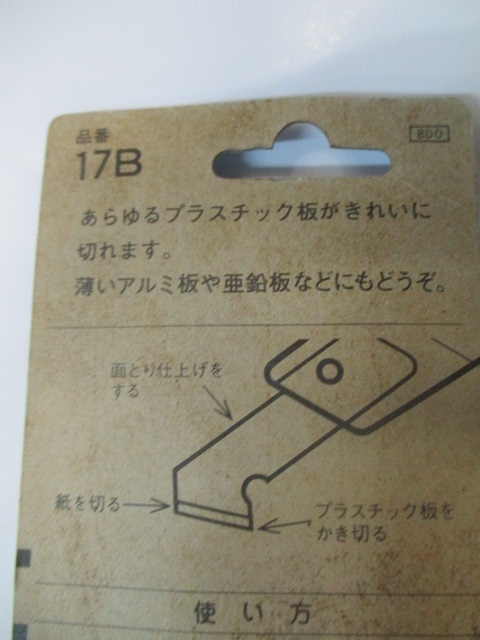 品番
17B
800
あらゆるプラスチック板がきれいに
切れます。
薄いアルミ板や亜鉛板などにもどうぞ。
面とり仕上げを
する
紙を切る
プラスチック板を
かき切る
使い方